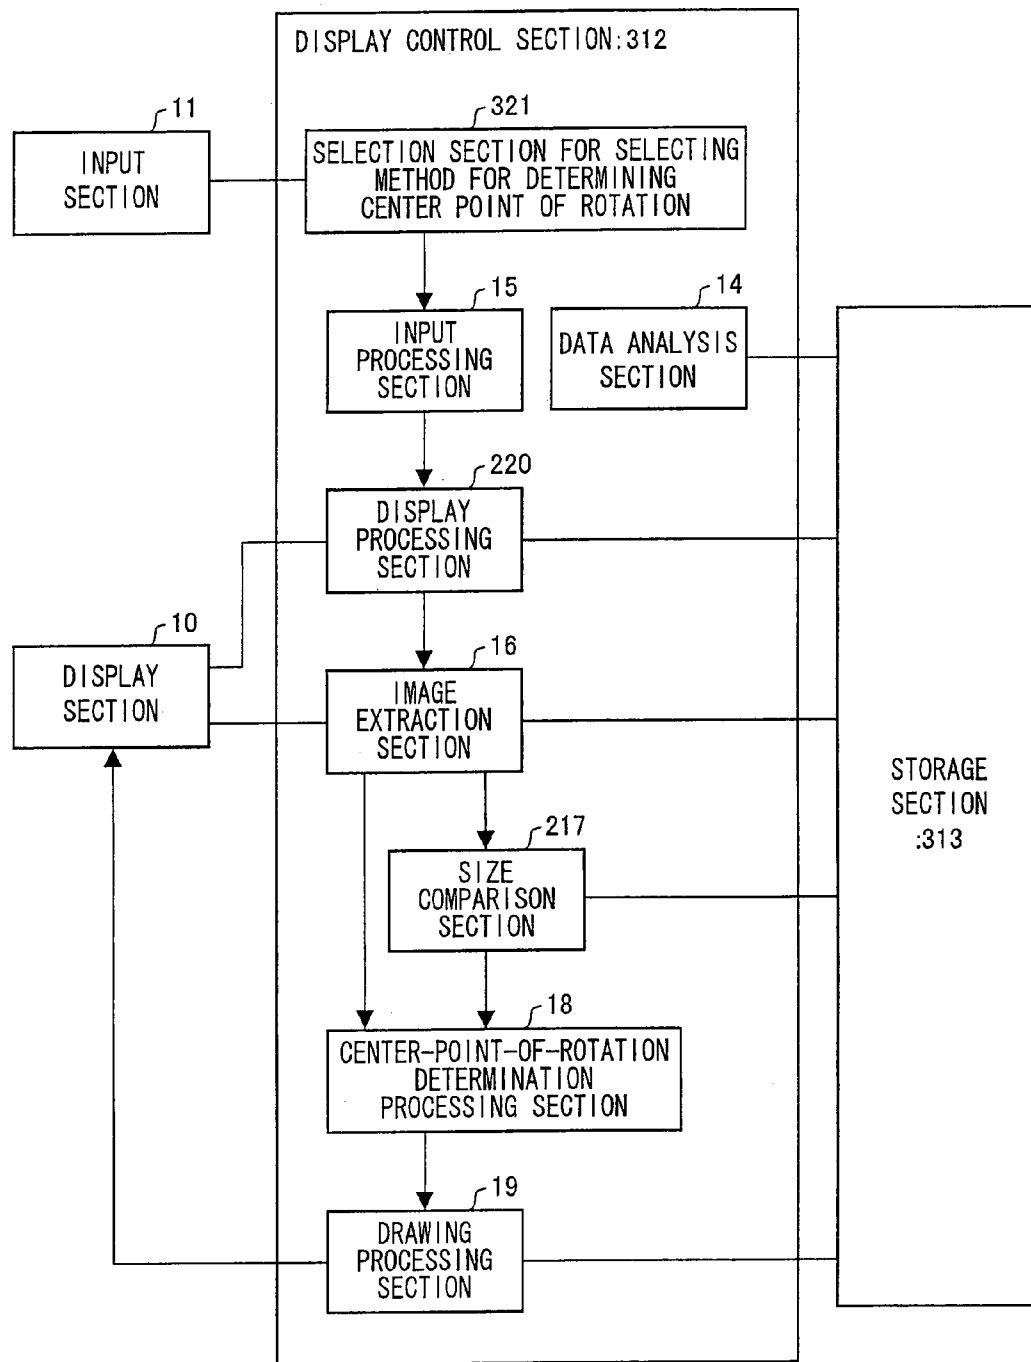 DISPLAY CONTROL SECTION:312
11
INPUT
SECTION
321
SELECTION SECTION FOR SELECTING
METHOD FOR DETERMINING
CENTER POINT OF ROTATION
15
INPUT
PROCESSING
SECTION
14
DATA ANALYSIS
SECTION
220
DISPLAY
PROCESSING
SECTION
10
DISPLAY
SECTION
16
IMAGE
EXTRACTION
SECTION
STORAGE
SECTION
:313
217
SIZE
COMPARISON
SECTION
18
CENTER-POINT-OF-ROTATION
DETERMINATION
PROCESSING SECTION
19
DRAWING
PROCESSING
SECTION